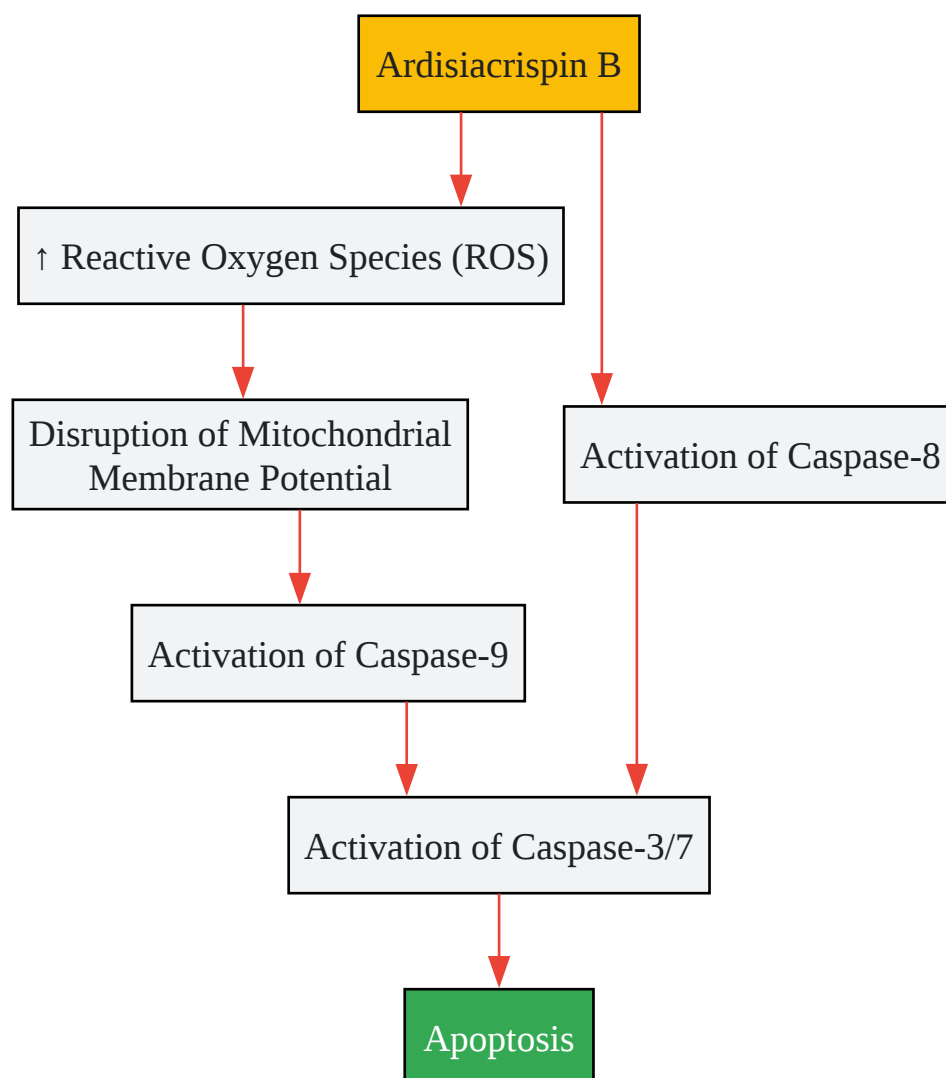 Ardisiacrispin B
↑ Reactive Oxygen Species (ROS)
Disruption of Mitochondrial
Membrane Potential
Activation of Caspase-8
Activation of Caspase-9
Activation of Caspase-3/7
Apoptosis